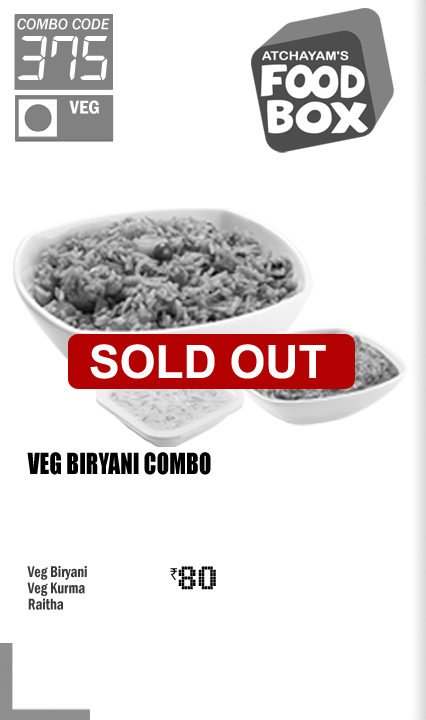 COMBO CODE
375
VEG
ATCHAYAM'S
FOOD
BOX
SOLD OUT
VEG BIRYANI COMBO
Veg Biryani
₹80
Veg Kurma
Raitha